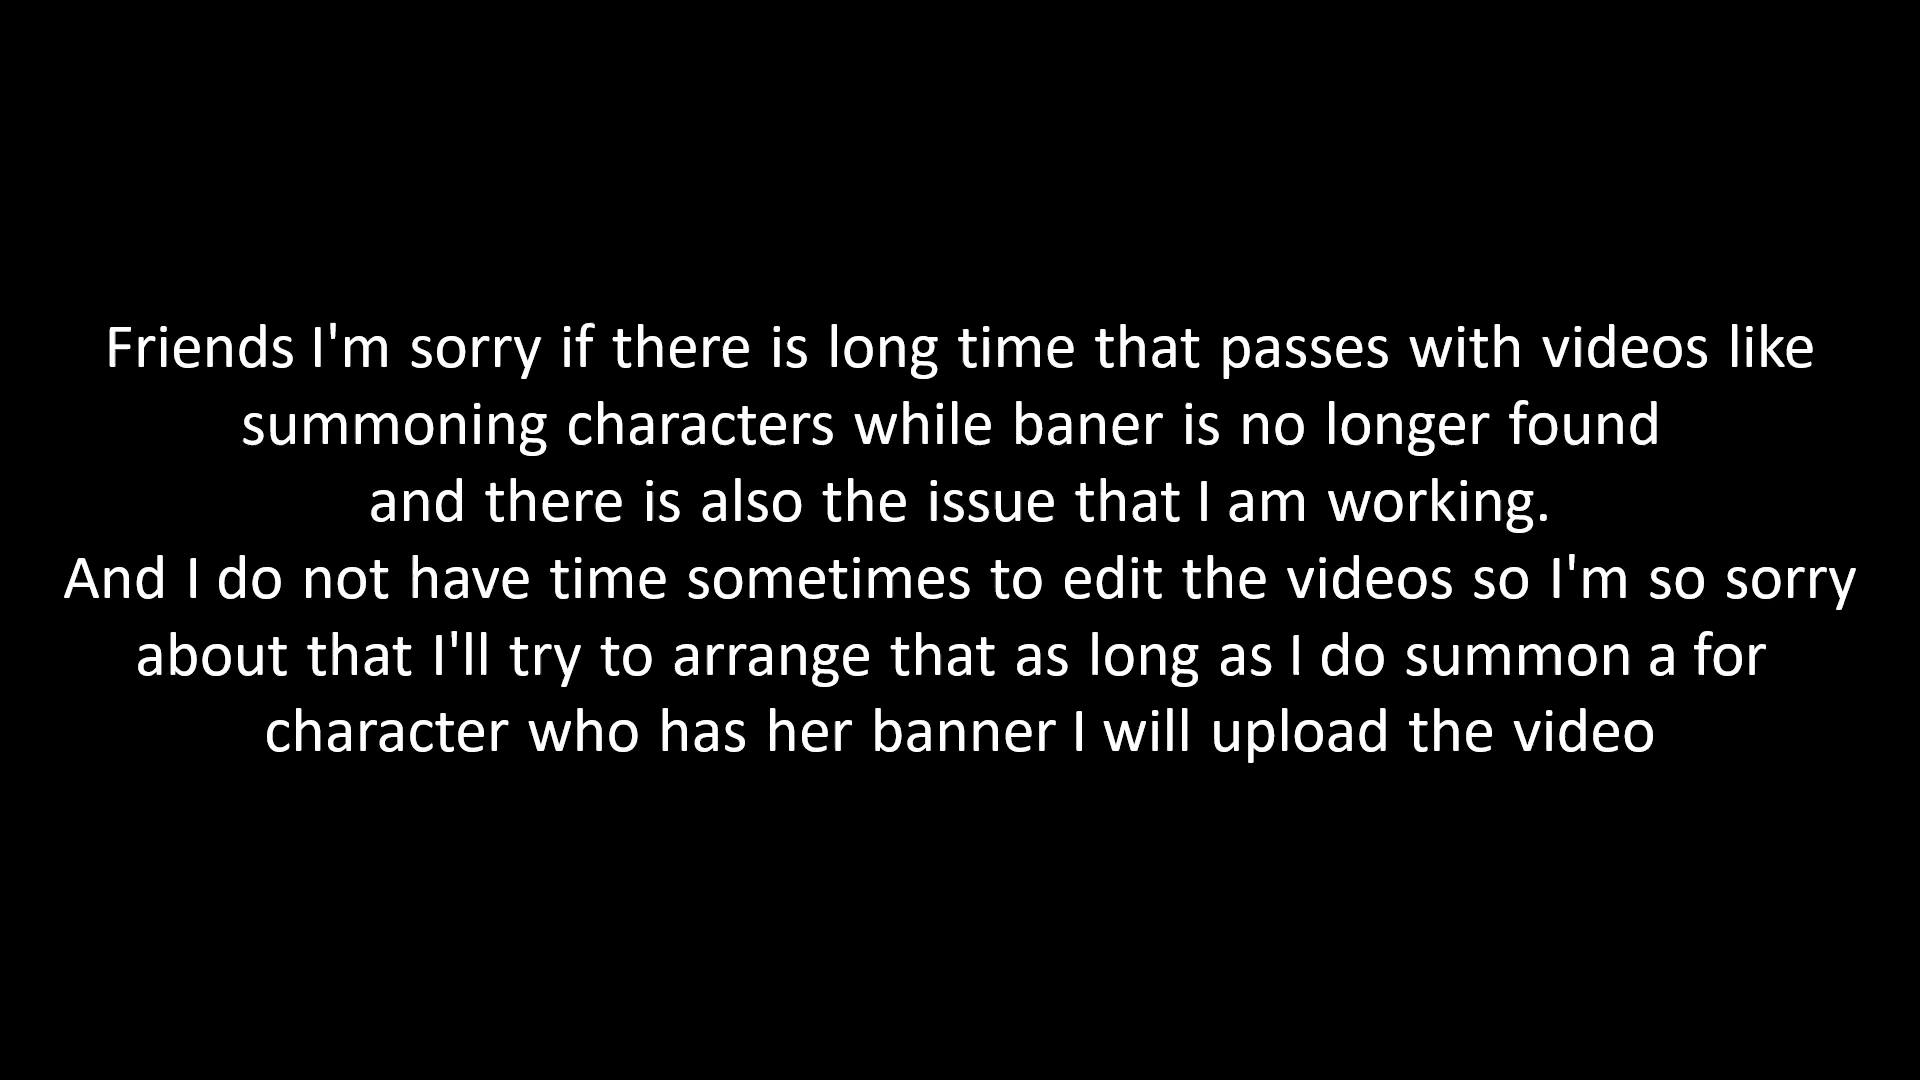 Friends I'm sorry if there is long time that passes with videos like
summoning characters while baner is no longer found
and there is also the issue that I am working.
And I do not have time sometimes to edit the videos so I'm so sorry
about that I'll try to arrange that as long as I do summon a for
character who has her banner I will upload the video